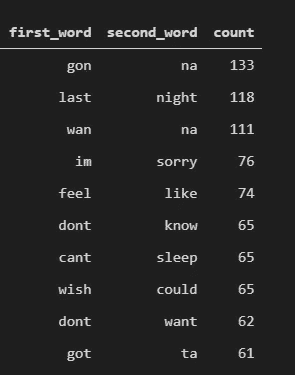 first_word second_word count
gon na 133
last night 118
wan na 111
im sorry 76
feel like 74
dont know 65
cant sleep 65
wish could 65
dont want 62
got ta 61